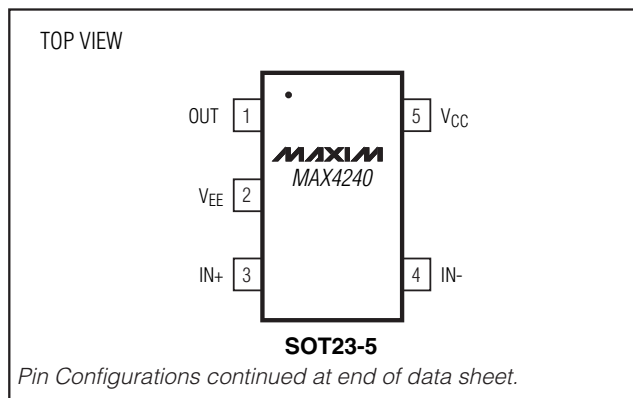 TOP VIEW
OUT 1
5 VCC
MAXIM
MAX4240
VEE 2
IN+ 3
4 IN-
SOT23-5
Pin Configurations continued at end of data sheet.